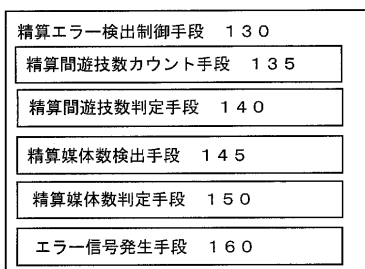 精算エラー検出制御手段　１３０
精算間遊技数カウント手段　１３５
精算間遊技数判定手段　１４０
精算媒体数検出手段　１４５
精算媒体数判定手段　１５０
エラー信号発生手段　１６０